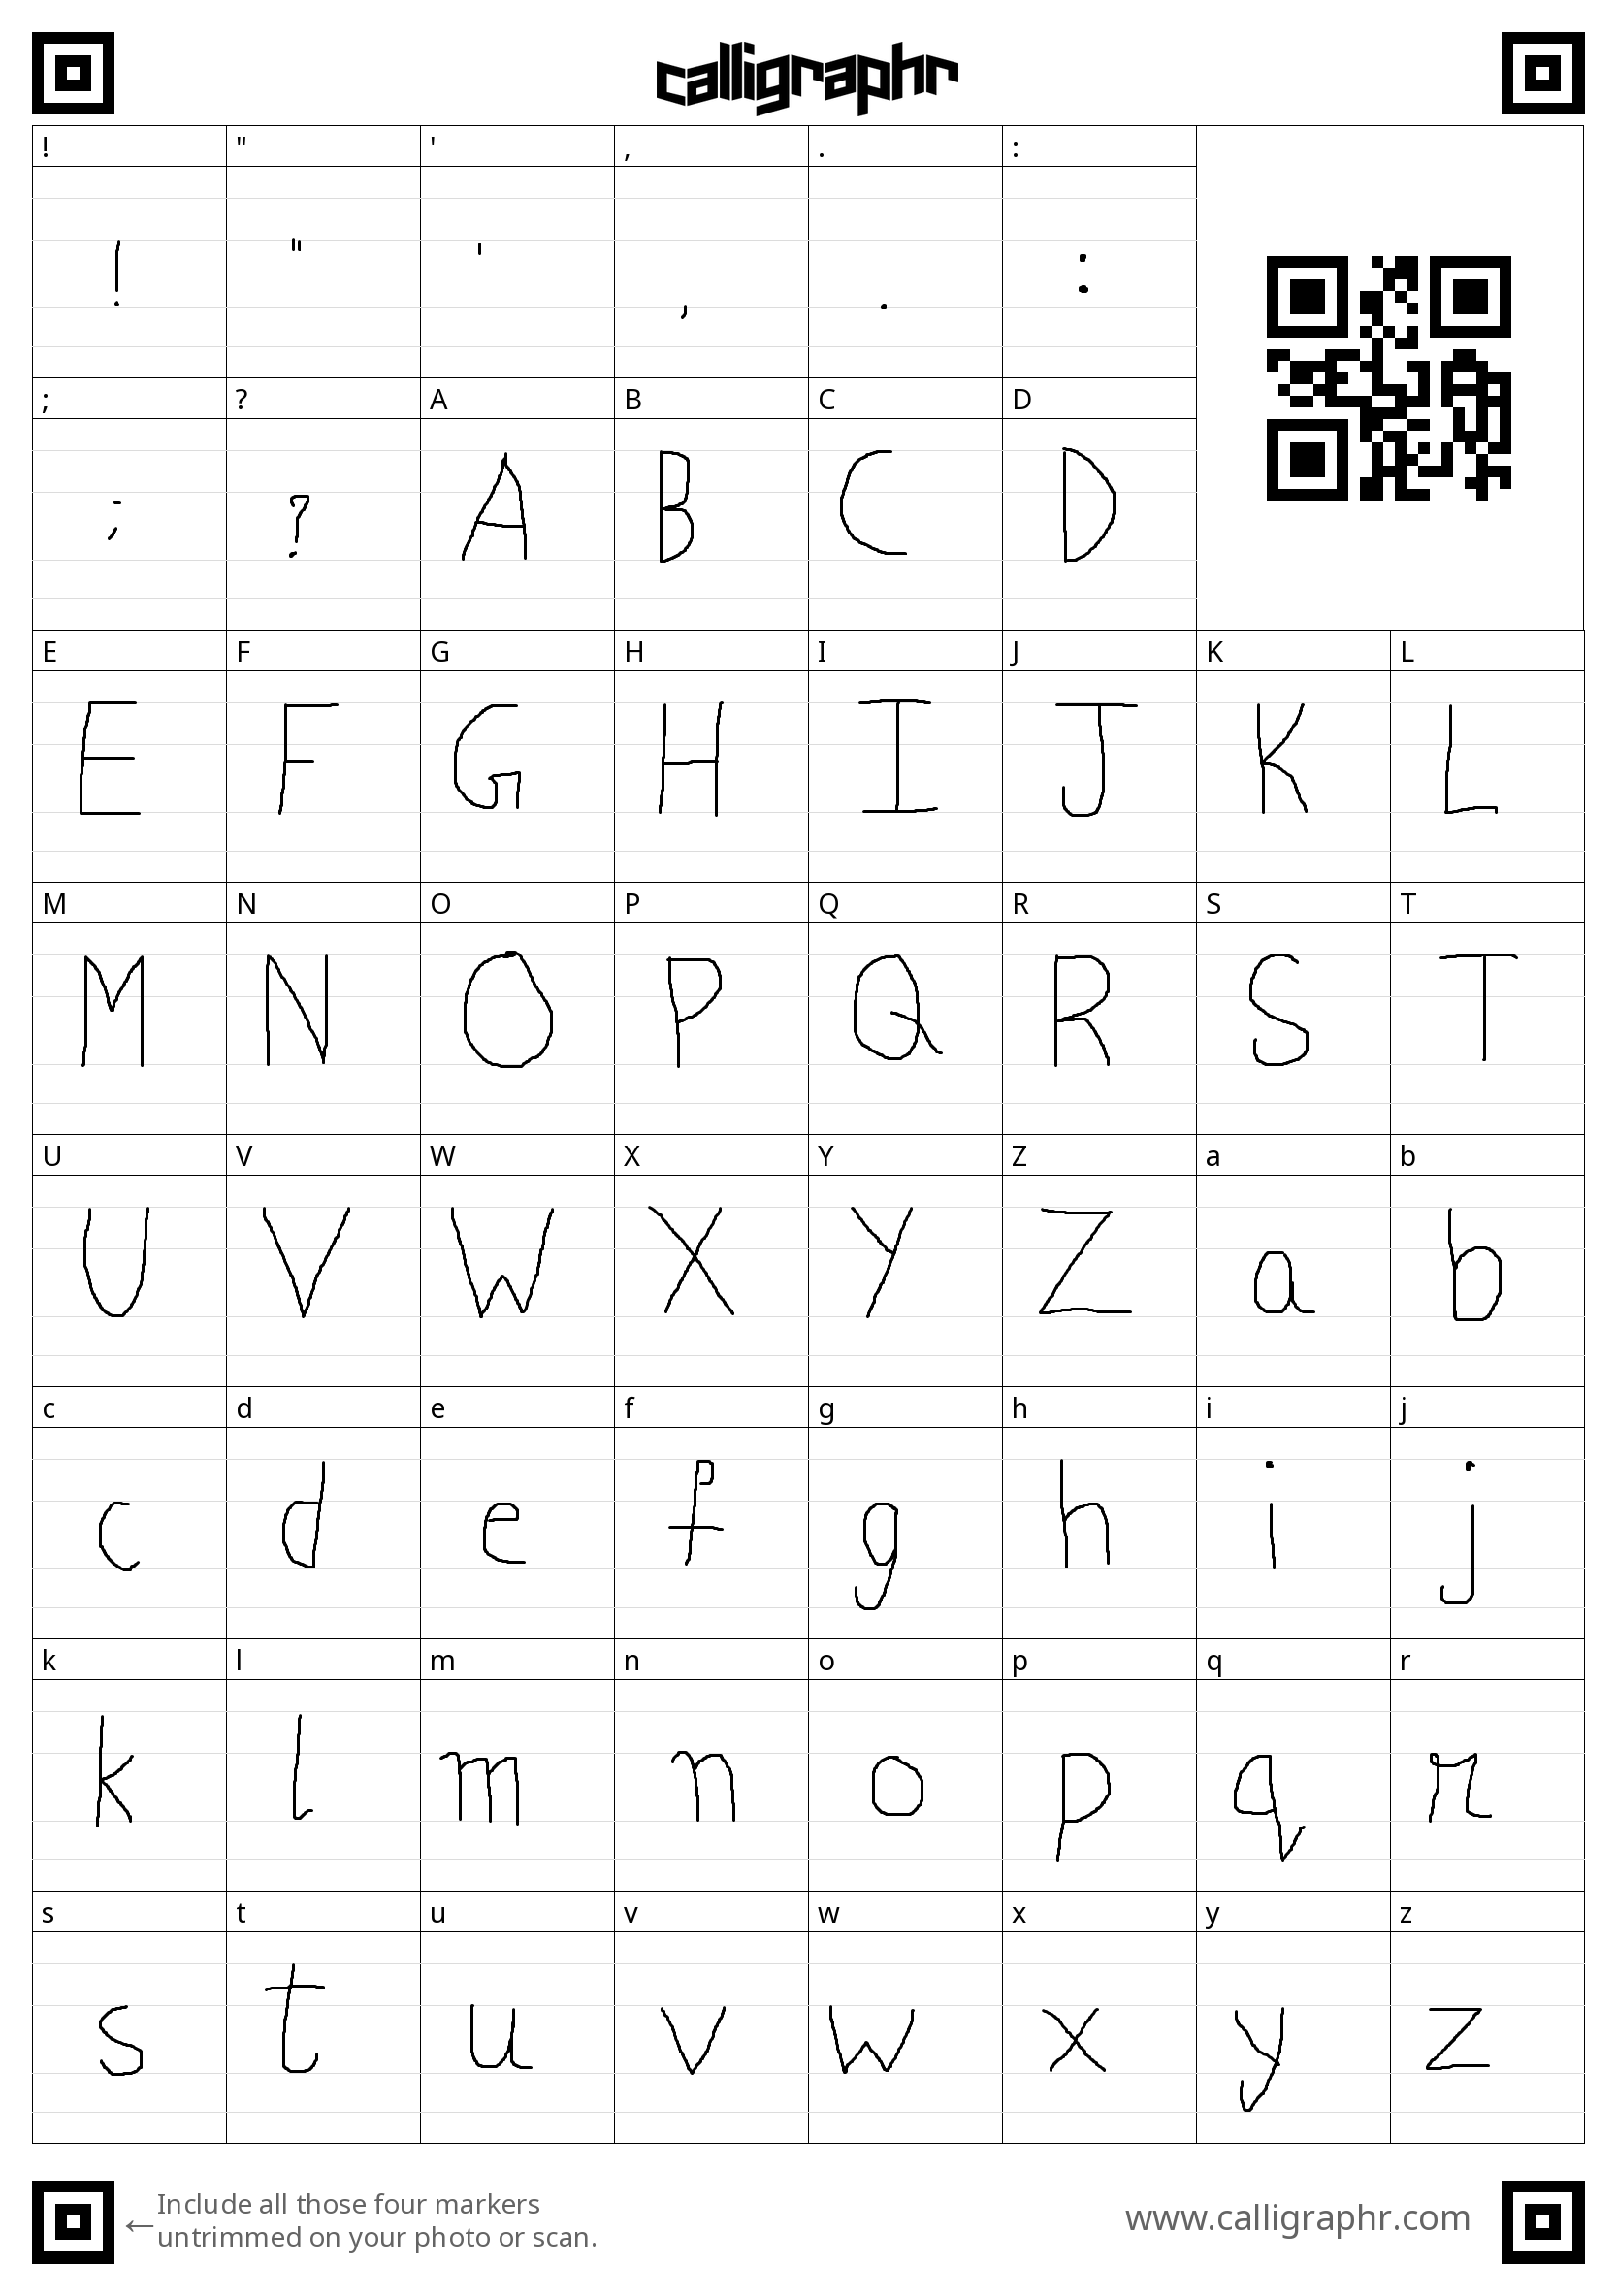 calligraphr
! " ' , . :
! " ' , . :
; ? A B C D
; ? A B C D
E F G H I J K L
E F G H I J K L
M N O P Q R S T
M N O P Q R S T
U V W X Y Z a b
U V W X Y Z a b
c d e f g h i j
c d e f g h i j
k l m n o p q r
k l m n o p q r
s t u v w x y z
s t u v w x y z
←Include all those four markers
untrimmed on your photo or scan.
www.calligraphr.com